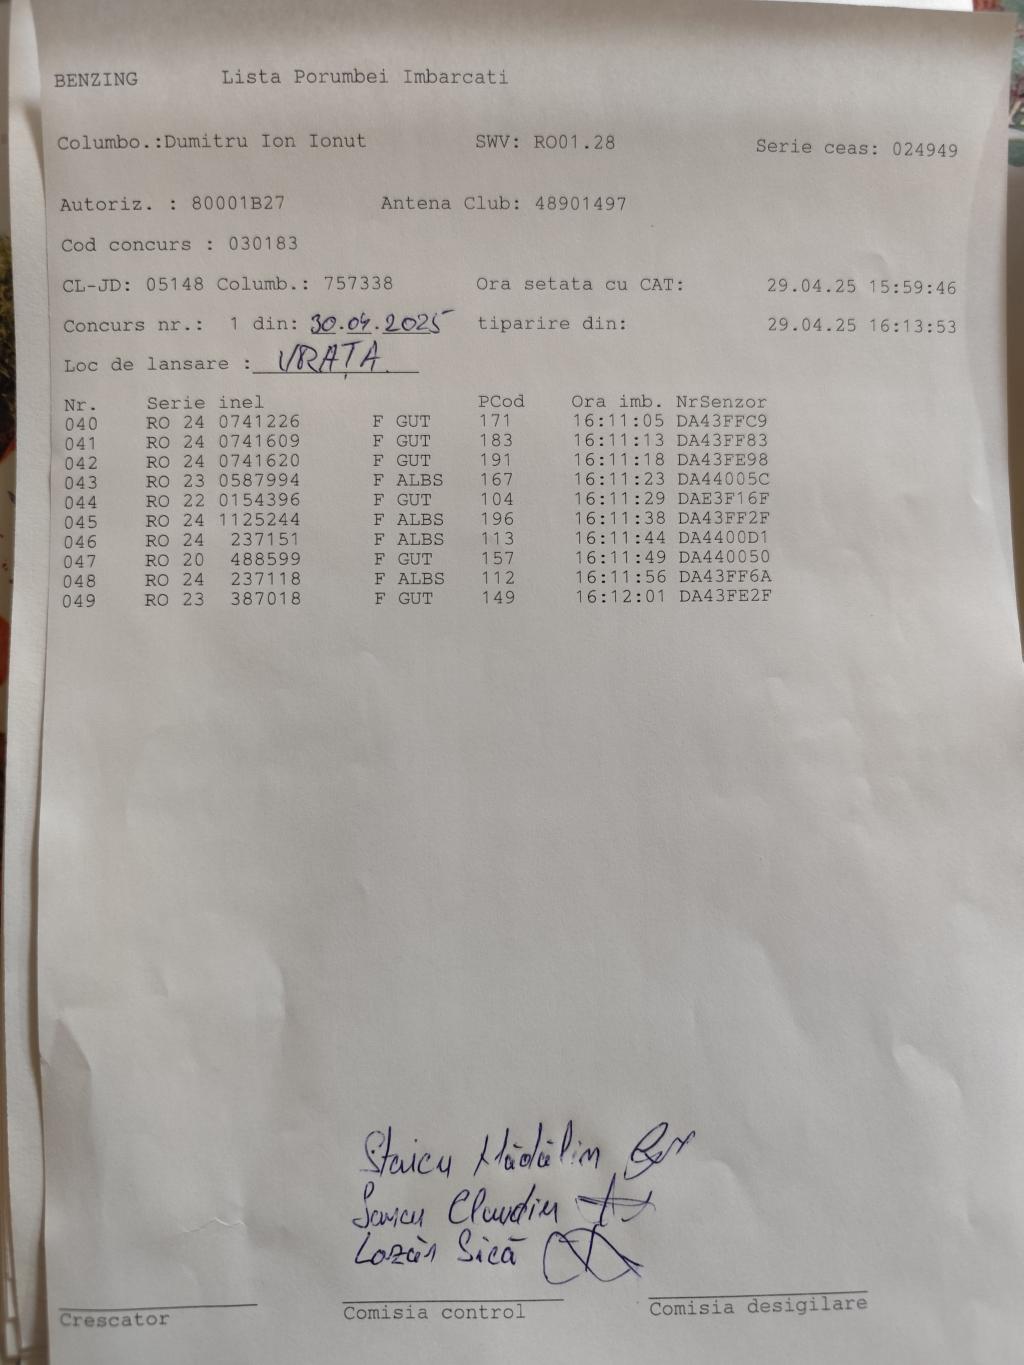 BENZING Lista Porumbei Imbarcati
Columbo.:Dumitru Ion Ionut SWV: RO01.28 Serie ceas: 024949
Autoriz. : 80001B27 Antena Club: 48901497
Cod concurs : 030183
CL-JD: 05148 Columb.: 757338 Ora setata cu CAT: 29.04.25 15:59:46
Concurs nr.: 1 din: 30.04.2025 tiparire din: 29.04.25 16:13:53
Loc de lansare : VRAȚA
Nr. Serie inel PCod Ora imb. NrSenzor
040 RO 24 0741226 F GUT 171 16:11:05 DA43FFC9
041 RO 24 0741609 F GUT 183 16:11:13 DA43FF83
042 RO 24 0741620 F GUT 191 16:11:18 DA43FE98
043 RO 23 0587994 F ALBS 167 16:11:23 DA44005C
044 RO 22 0154396 F GUT 104 16:11:29 DAE3F16F
045 RO 24 1125244 F ALBS 196 16:11:38 DA43FF2F
046 RO 24 237151 F ALBS 113 16:11:44 DA4400D1
047 RO 20 488599 F GUT 157 16:11:49 DA440050
048 RO 24 237118 F ALBS 112 16:11:56 DA43FF6A
049 RO 23 387018 F GUT 149 16:12:01 DA43FE2F
Staicu Mădălin
Claudiu
Lozăn Sică
Crescator Comisia control Comisia desigilare